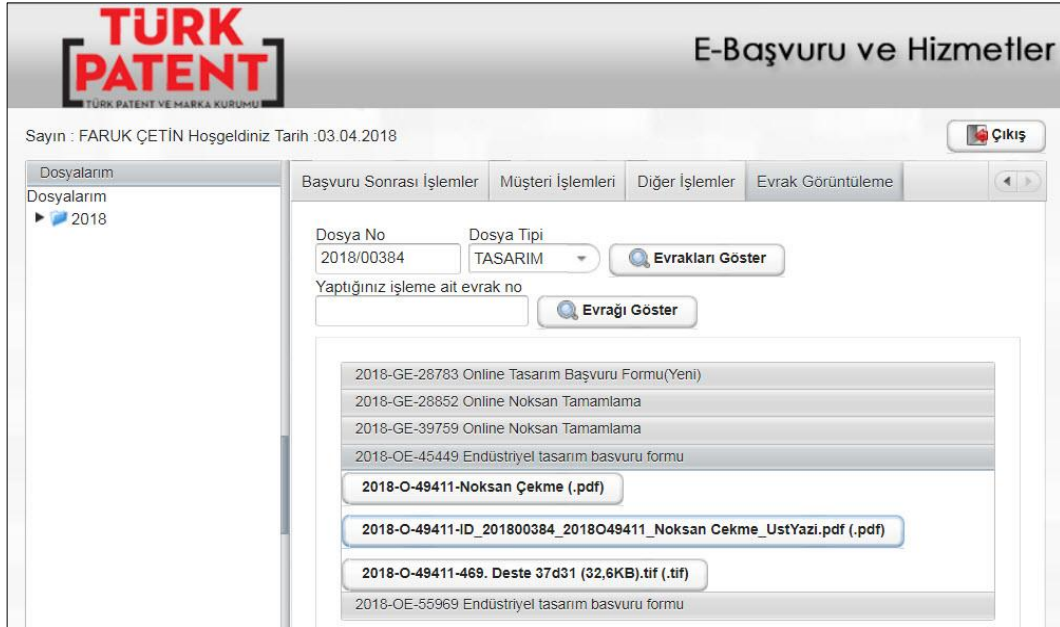 TÜRK
PATENT
TÜRK PATENT VE MARKA KURUMU
E-Başvuru ve Hizmetler
Sayın : FARUK ÇETİN Hoşgeldiniz Tarih :03.04.2018
Çıkış
Dosyalarım
Dosyalarım
2018
Başvuru Sonrası İşlemler
Müşteri İşlemleri
Diğer İşlemler
Evrak Görüntüleme
Dosya No
Dosya Tipi
2018/00384
TASARIM
Evrakları Göster
Yaptığınız işleme ait evrak no
Evrağı Göster
2018-GE-28783 Online Tasarım Başvuru Formu(Yeni)
2018-GE-28852 Online Noksan Tamamlama
2018-GE-39759 Online Noksan Tamamlama
2018-OE-45449 Endüstriyel tasarım basvuru formu
2018-O-49411-Noksan Çekme (.pdf)
2018-O-49411-ID_201800384_2018O49411_Noksan Cekme_UstYazi.pdf (.pdf)
2018-O-49411-469. Deste 37d31 (32,6KB).tif (.tif)
2018-OE-55969 Endüstriyel tasarım basvuru formu